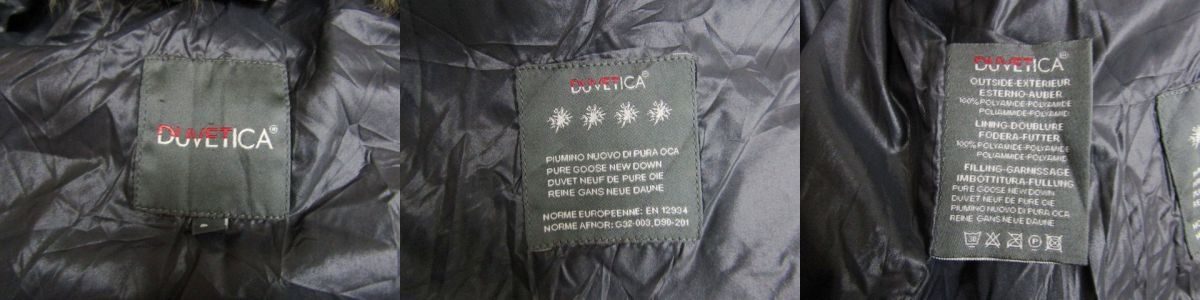 DUVETICA®
DUVETICA®
PIUMINO NUOVO DI PURA OCA
PURE GOOSE NEW DOWN
DUVET NEUF DE PURE OIE
REINE GANS NEUE DAUNE
NORME EUROPEENNE: EN 12934
NORME AFNOR: G32-003, D90-201
DUVETICA®
OUTSIDE-EXTERIEUR
ESTERNO-AUBER
100% POLYAMIDE-POLYAMIDE
POLIAMMIDE-POLYAMID
LINING-DOUBLURE
FODERA-FUTTER
100% POLYAMIDE-POLYAMIDE
POLIAMMIDE-POLYAMID
FILLING-GARNISSAGE
IMBOTTITURA-FULLUNG
PURE GOOSE NEW DOWN
DUVET NEUF DE PURE OIE
PIUMINO NUOVO DI PURA OCA
REINE GANS NEUE DAUNE